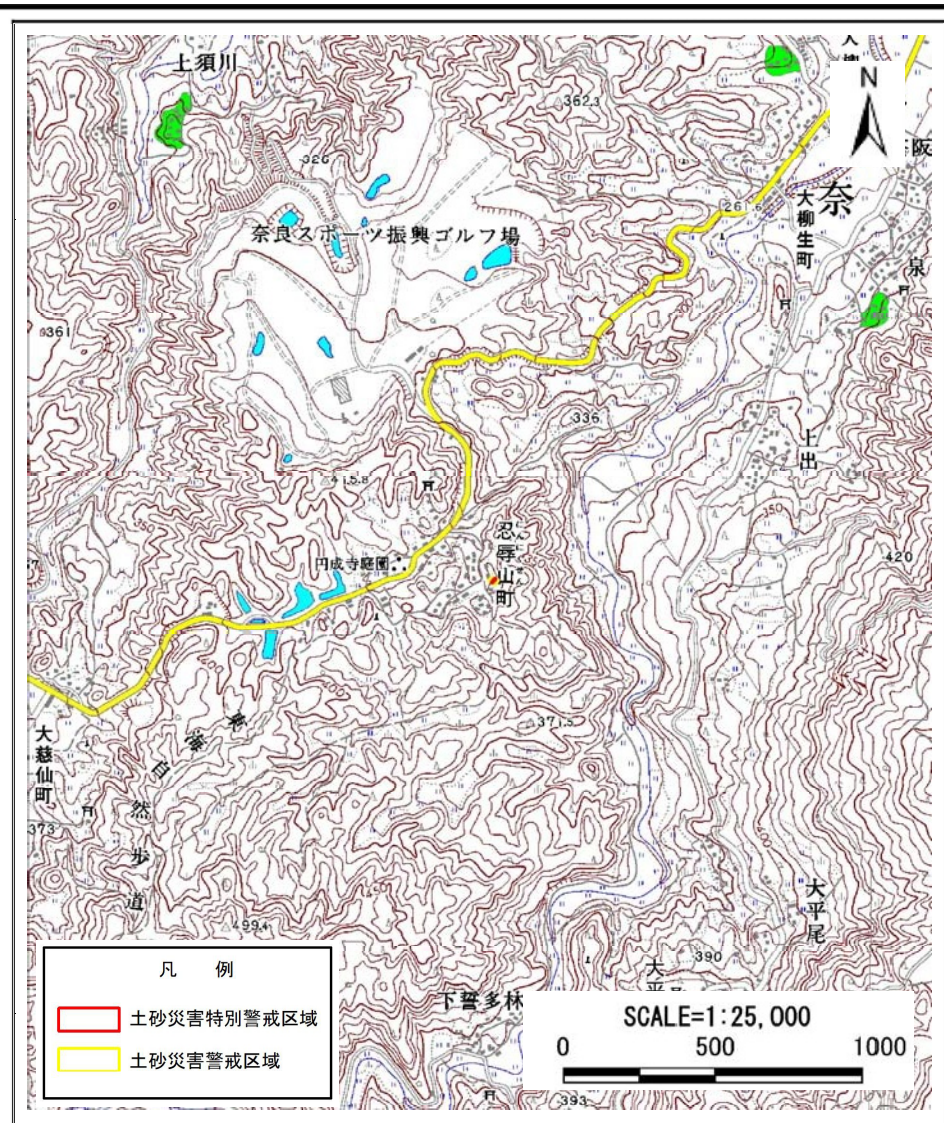 上須川
362.3
N
326
奈
261.6
大柳生町
奈良スポーツ振興ゴルフ場
泉
361
336
上出
415.8
350
350
忍辱山町
円成寺庭園
420
371.5
東海自然歩道
大慈仙町
373
大平尾
499.4
390
凡 例
土砂災害特別警戒区域
土砂災害警戒区域
下誓多林
SCALE=1:25,000
0 500 1000
393